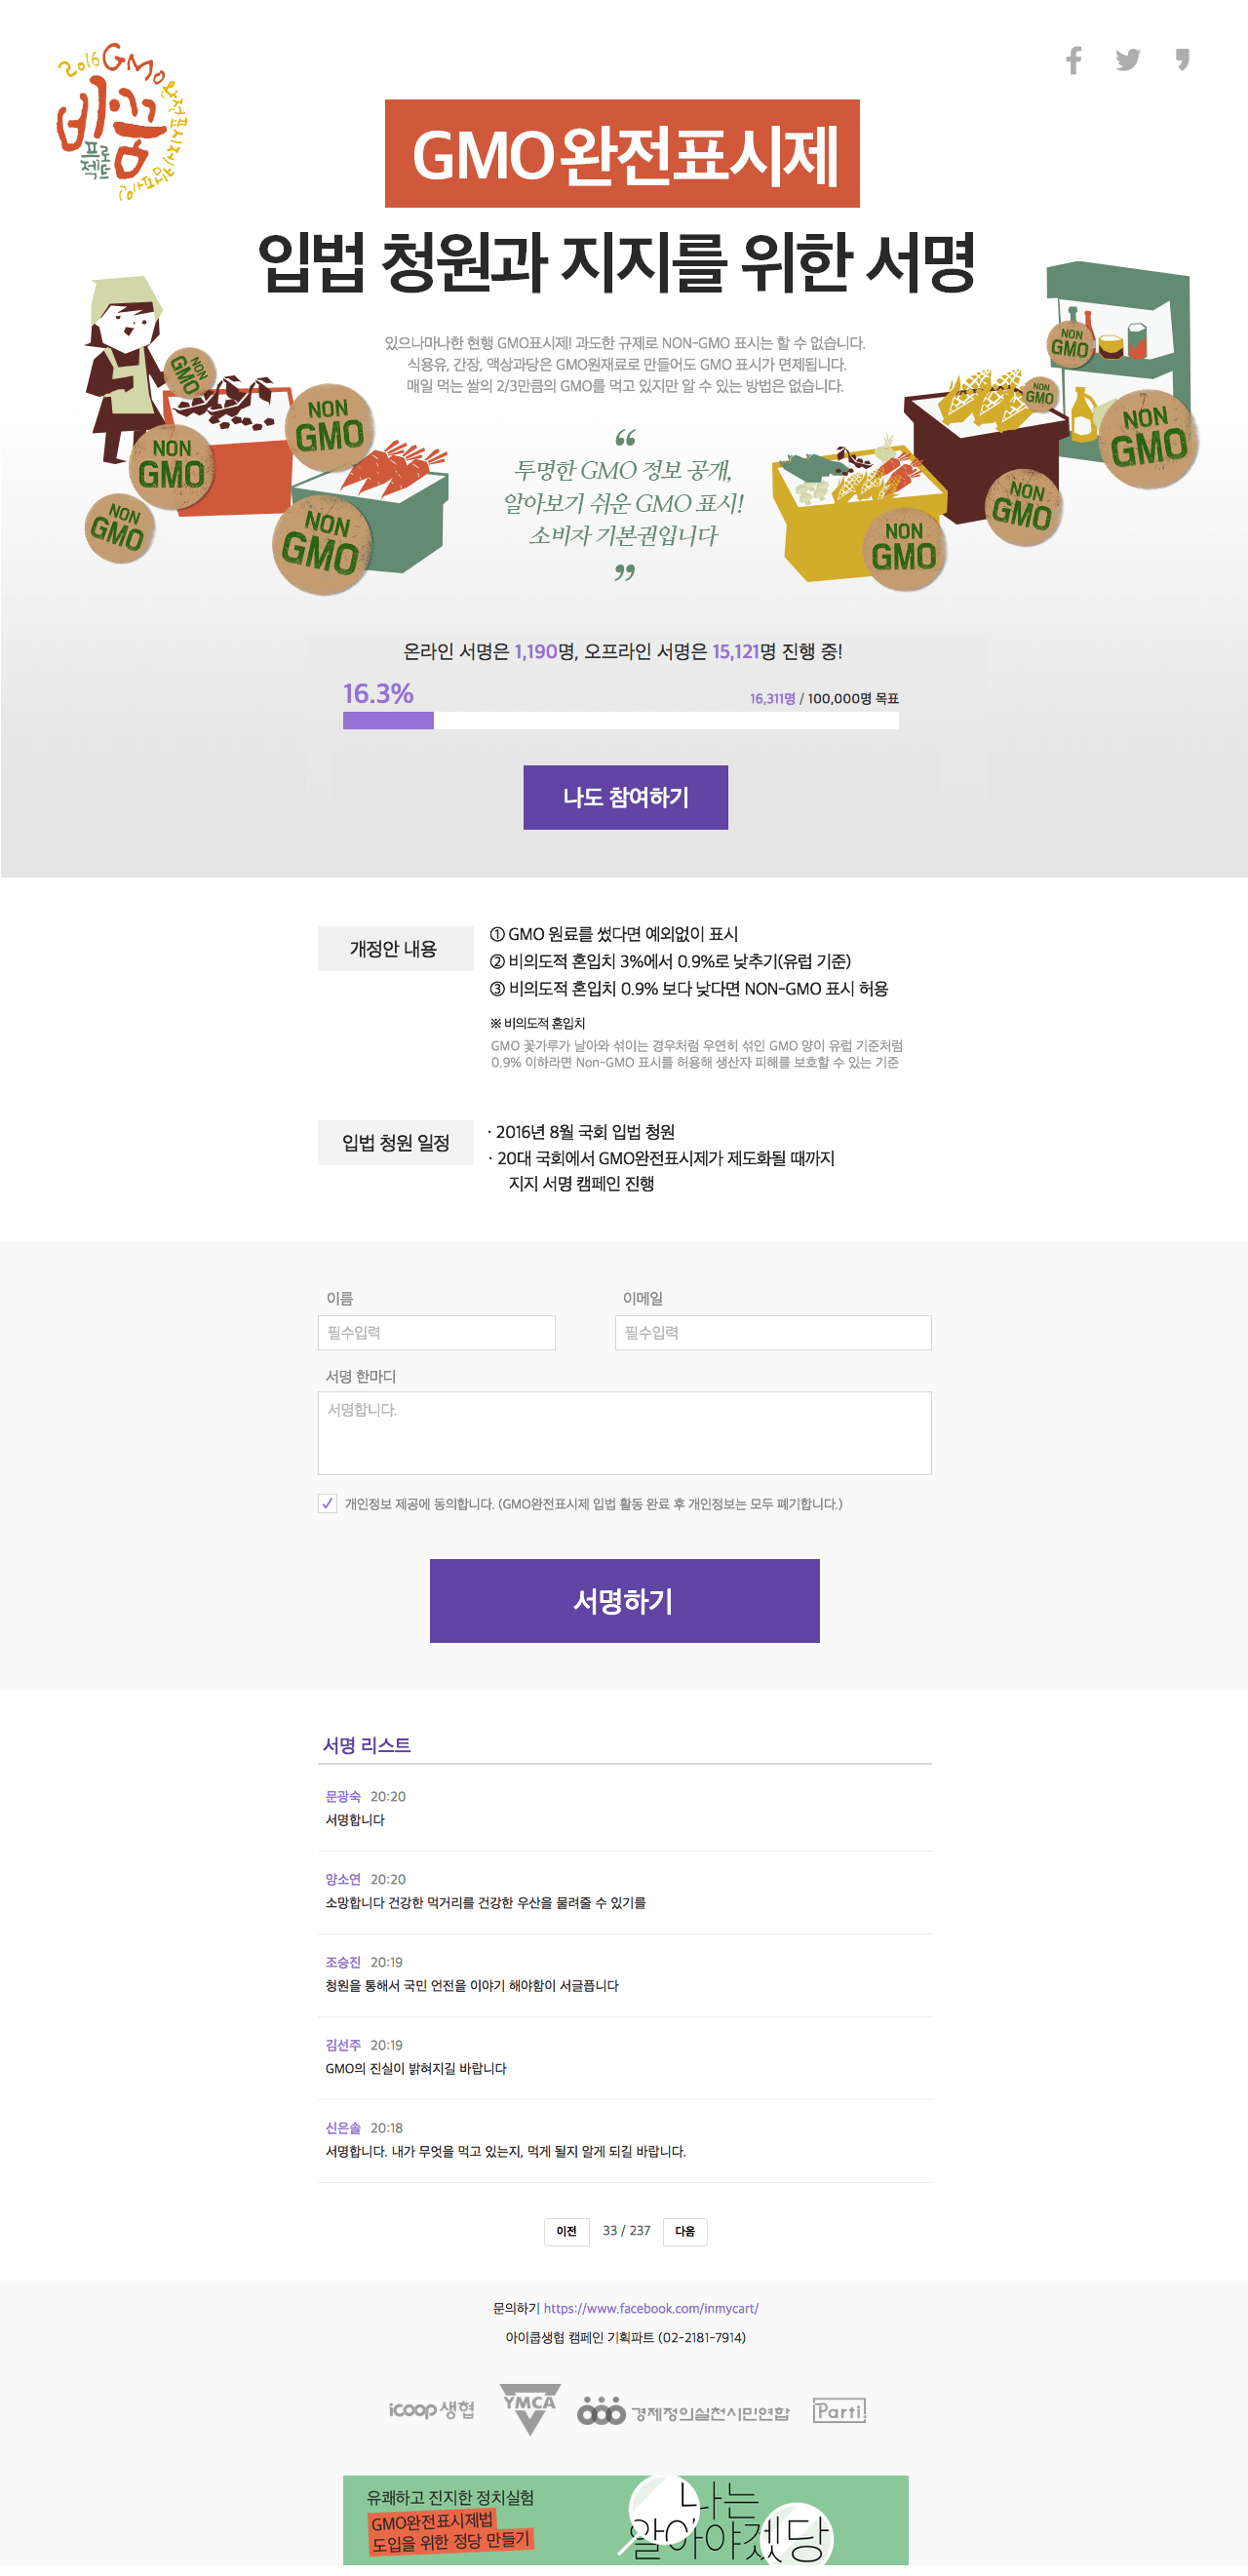 2016 GMO완전표시제
비꿈
프로
젝트
GMO완전표시제
입법 청원과 지지를 위한 서명
있으나마나한 현행 GMO표시제! 과도한 규제로 NON-GMO 표시는 할 수 없습니다.
식용유, 간장, 액상과당은 GMO원재료로 만들어도 GMO 표시가 면제됩니다.
매일 먹는 쌀의 2/3만큼의 GMO를 먹고 있지만 알 수 있는 방법은 없습니다.
NON
GMO
NON
GMO
NON
GMO
NON
GMO
NON
GMO
NON
GMO
NON
GMO
NON
GMO
NON
GMO
NON
GMO
“
투명한 GMO 정보 공개,
알아보기 쉬운 GMO 표시!
소비자 기본권입니다
”
온라인 서명은 1,190명, 오프라인 서명은 15,121명 진행 중!
16.3%
16,311명 / 100,000명 목표
나도 참여하기
개정안 내용
① GMO 원료를 썼다면 예외없이 표시
② 비의도적 혼입치 3%에서 0.9%로 낮추기(유럽 기준)
③ 비의도적 혼입치 0.9% 보다 낮다면 NON-GMO 표시 허용
※ 비의도적 혼입치
GMO 꽃가루가 날아와 섞이는 경우처럼 우연히 섞인 GMO 양이 유럽 기준처럼
0.9% 이하라면 Non-GMO 표시를 허용해 생산자 피해를 보호할 수 있는 기준
입법 청원 일정
· 2016년 8월 국회 입법 청원
· 20대 국회에서 GMO완전표시제가 제도화될 때까지
지지 서명 캠페인 진행
이름
이메일
필수입력
필수입력
서명 한마디
서명합니다.
개인정보 제공에 동의합니다. (GMO완전표시제 입법 활동 완료 후 개인정보는 모두 폐기합니다.)
서명하기
서명 리스트
문광숙 20:20
서명합니다
양소연 20:20
소망합니다 건강한 먹거리를 건강한 우산을 물려줄 수 있기를
조승진 20:19
청원을 통해서 국민 언전을 이야기 해야함이 서글픕니다
김선주 20:19
GMO의 진실이 밝혀지길 바랍니다
신은솔 20:18
서명합니다. 내가 무엇을 먹고 있는지, 먹게 될지 알게 되길 바랍니다.
이전 33 / 237 다음
문의하기 https://www.facebook.com/inmycart/
아이쿱생협 캠페인 기획파트 (02-2181-7914)
icoop 생협
YMCA
경제정의실천시민연합
Parti!
유쾌하고 진지한 정치실험
GMO완전표시제법
도입을 위한 정당 만들기
나는
알아야겠당